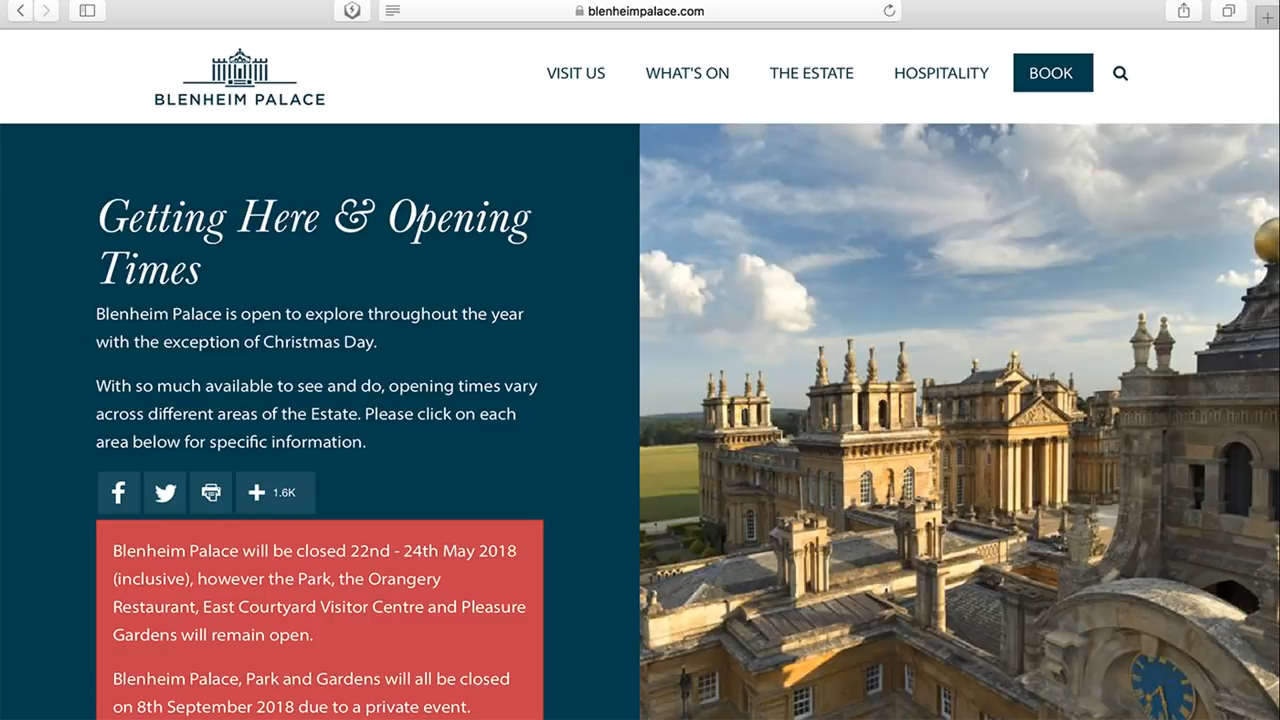 blenheimpalace.com
BLENHEIM PALACE
VISIT US
WHAT'S ON
THE ESTATE
HOSPITALITY
BOOK
Getting Here & Opening
Times
Blenheim Palace is open to explore throughout the year
with the exception of Christmas Day.
With so much available to see and do, opening times vary
across different areas of the Estate. Please click on each
area below for specific information.
1.6K
Blenheim Palace will be closed 22nd - 24th May 2018
(inclusive), however the Park, the Orangery
Restaurant, East Courtyard Visitor Centre and Pleasure
Gardens will remain open.
Blenheim Palace, Park and Gardens will all be closed
on 8th September 2018 due to a private event.